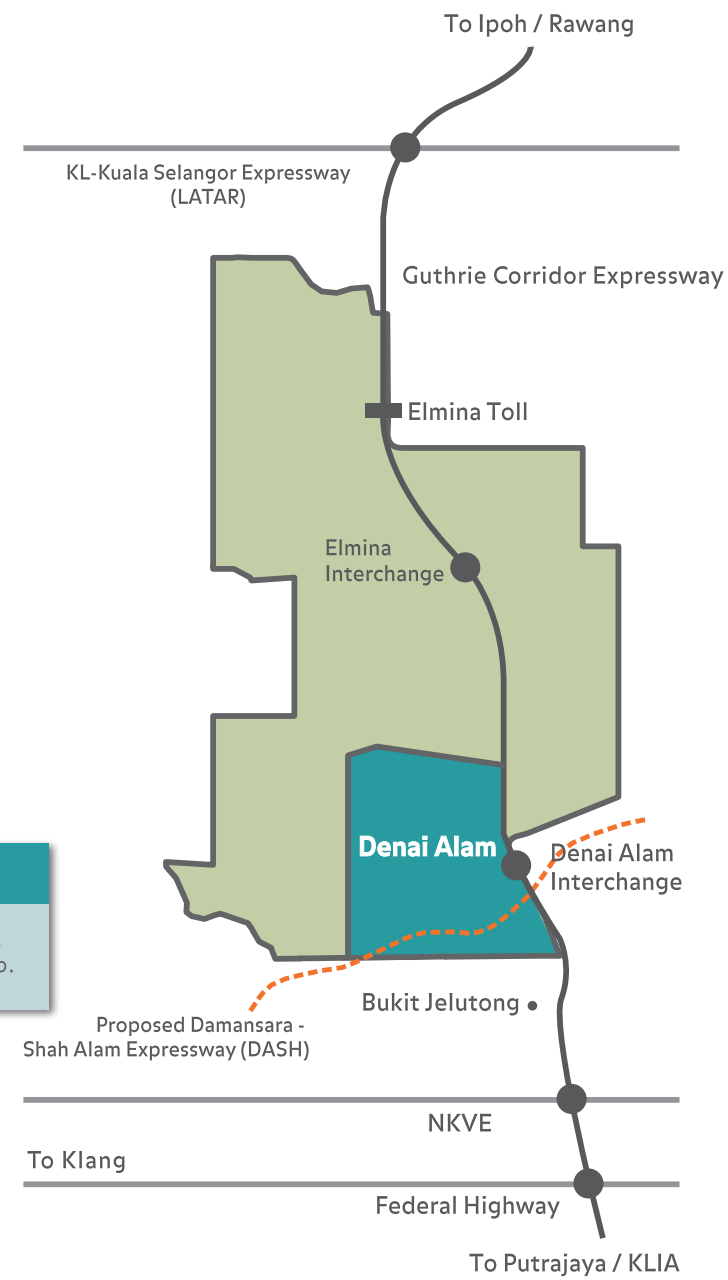 To Ipoh / Rawang
KL-Kuala Selangor Expressway
(LATAR)
Guthrie Corridor Expressway
Elmina Toll
Elmina
Interchange
Denai Alam
Denai Alam
Interchange
Bukit Jelutong
Proposed Damansara -
Shah Alam Expressway (DASH)
NKVE
To Klang
Federal Highway
To Putrajaya / KLIA